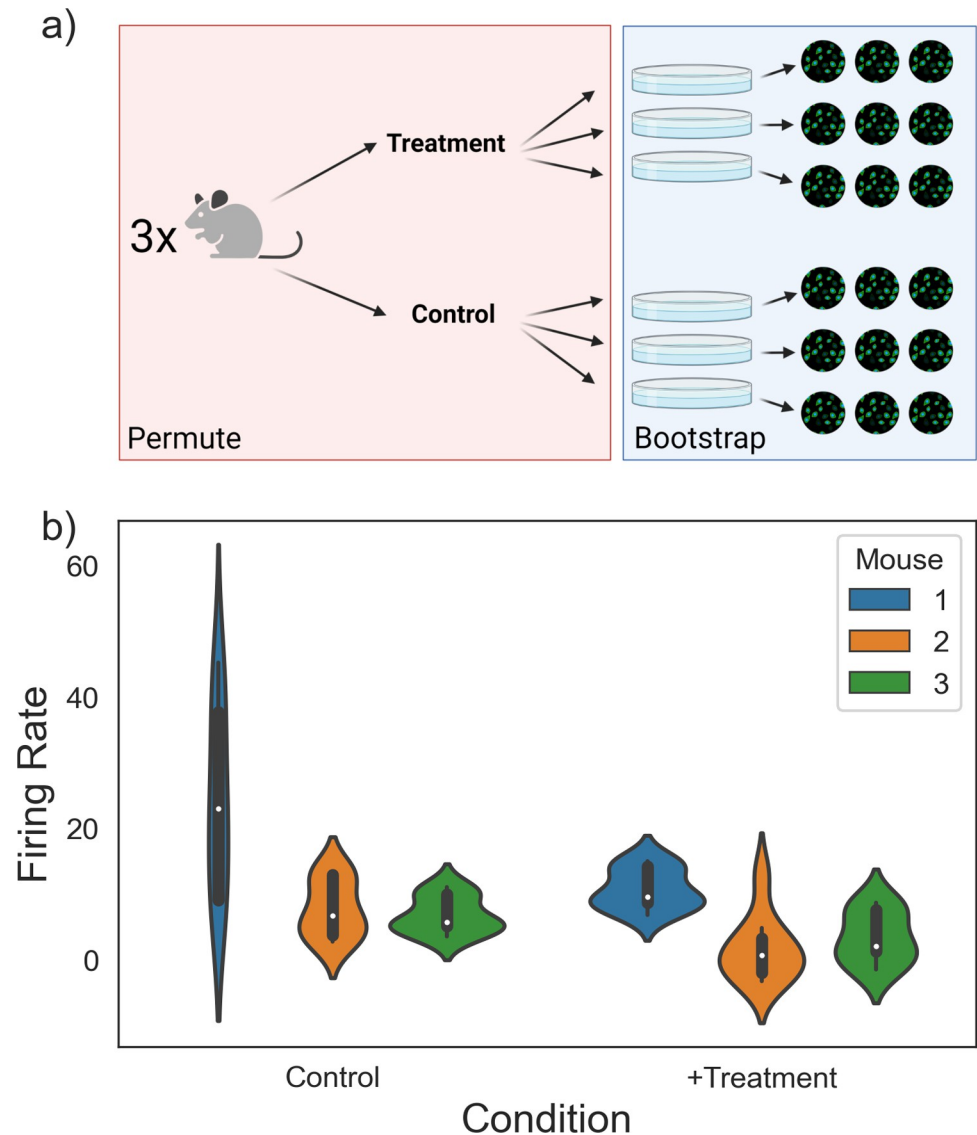 a)
Treatment
3x
Control
Permute
Bootstrap
b)
Mouse
1
2
3
60
40
20
0
Firing Rate
Control
+Treatment
Condition